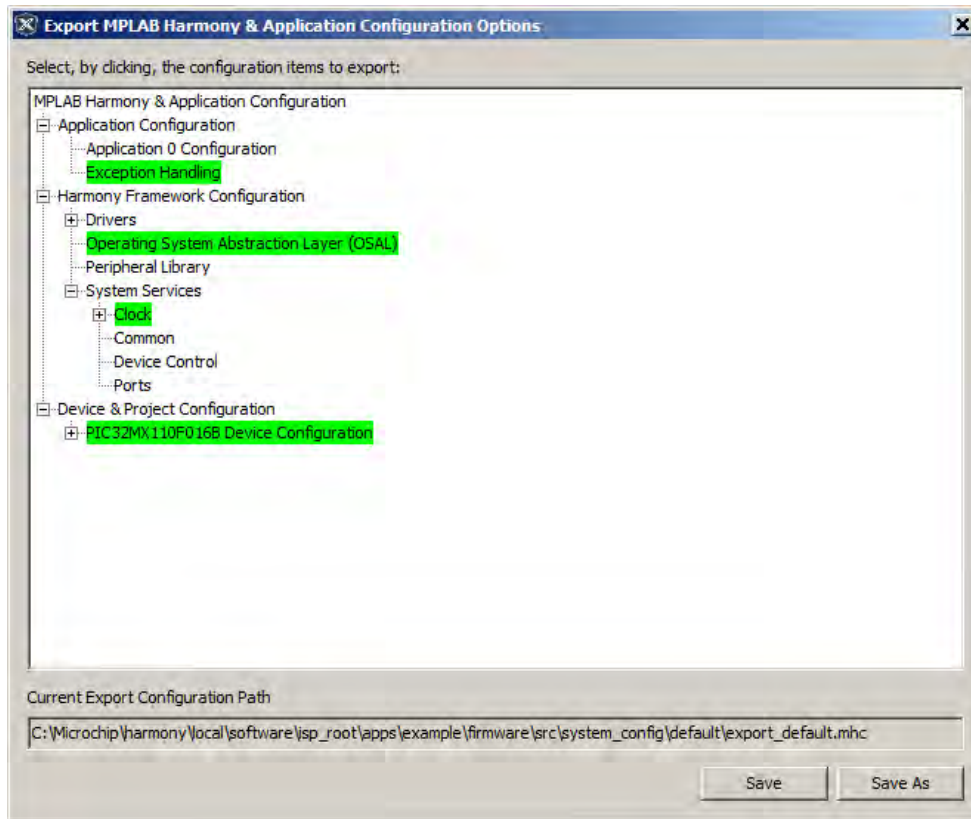 Export MPLAB Harmony & Application Configuration Options
Select, by clicking, the configuration items to export:
MPLAB Harmony & Application Configuration
Application Configuration
Application 0 Configuration
Exception Handling
Harmony Framework Configuration
Drivers
Operating System Abstraction Layer (OSAL)
Peripheral Library
System Services
Clock
Common
Device Control
Ports
Device & Project Configuration
PIC32MX110F016B Device Configuration
Current Export Configuration Path
C:\Microchip\harmony\local\software\isp_root\apps\example\firmware\src\system_config\default\export_default.mhc
Save Save As